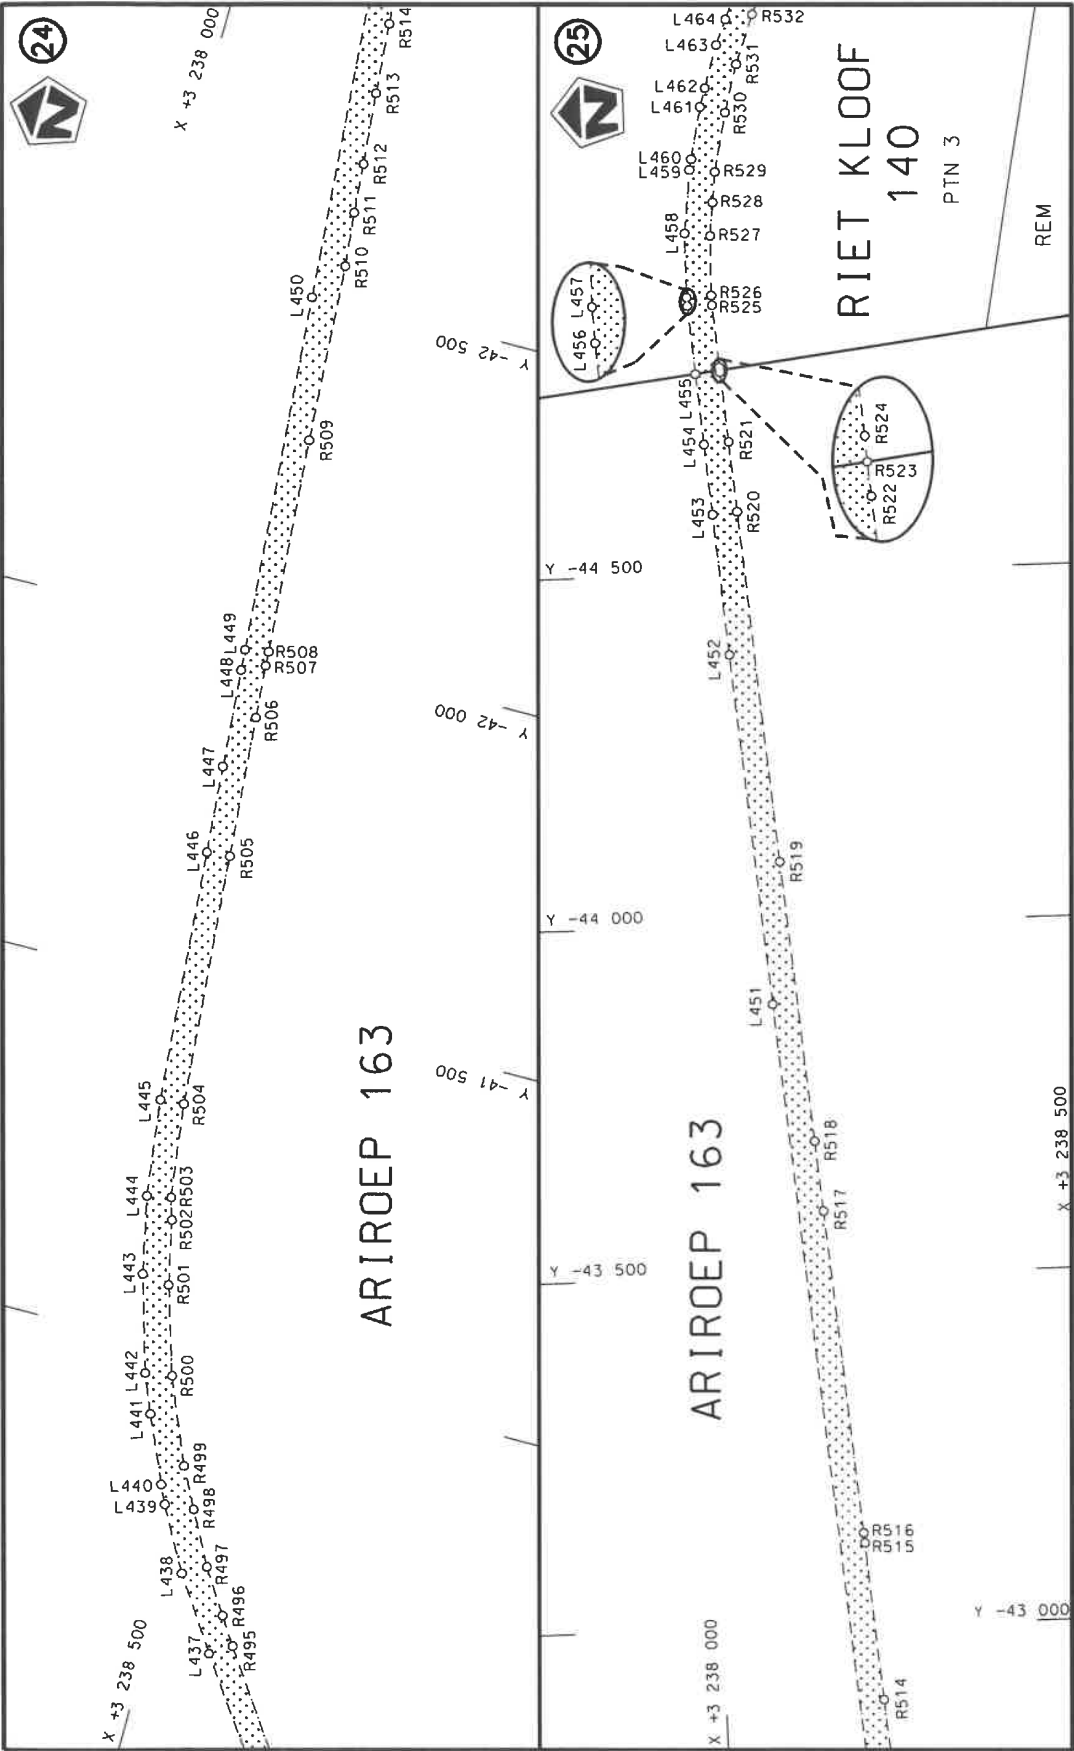 24
N
X +3 238 000
R514
R513
R512
R511
R510
L450
Y -42 500
R509
L449
L448
R508
R507
R506
Y -42 000
L447
L446
R505
ARIROEP 163
Y -41 500
L445
R504
L444
R503
R502
L443
R501
L442
R500
L441
R499
L440
L439
R498
L438
R497
R496
L437
R495
X +3 238 500
25
N
L464
R532
L463
R531
L462
L461
R530
L460
L459
R529
R528
L458
R527
L457
L456
R526
R525
RIET KLOOF
140
PTN 3
REM
L455
R524
R523
R522
L454
R521
L453
R520
Y -44 500
L452
R519
Y -44 000
L451
R518
R517
ARIROEP 163
X +3 238 500
Y -43 500
R516
R515
Y -43 000
X +3 238 000
R514